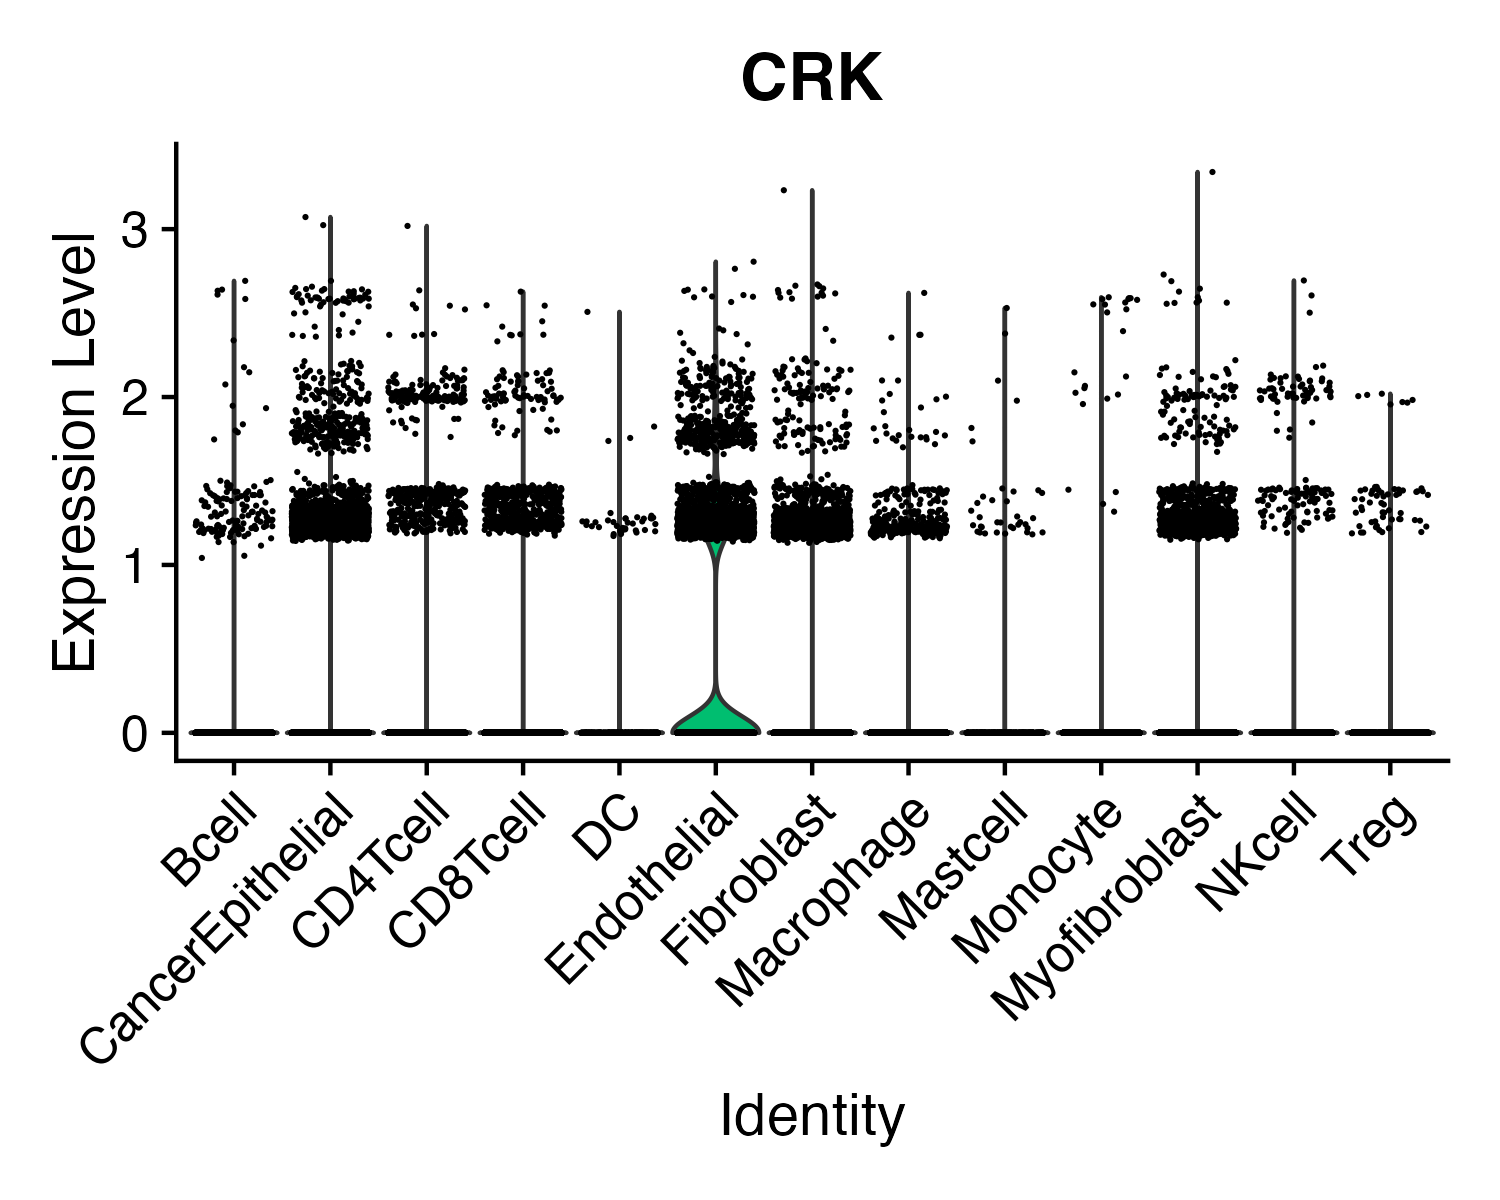 CRK
Expression Level
3
2
1
0
Bcell
CancerEpithelial
CD4Tcell
CD8Tcell
DC
Endothelial
Fibroblast
Macrophage
Mastcell
Monocyte
Myofibroblast
NKcell
Treg
Identity